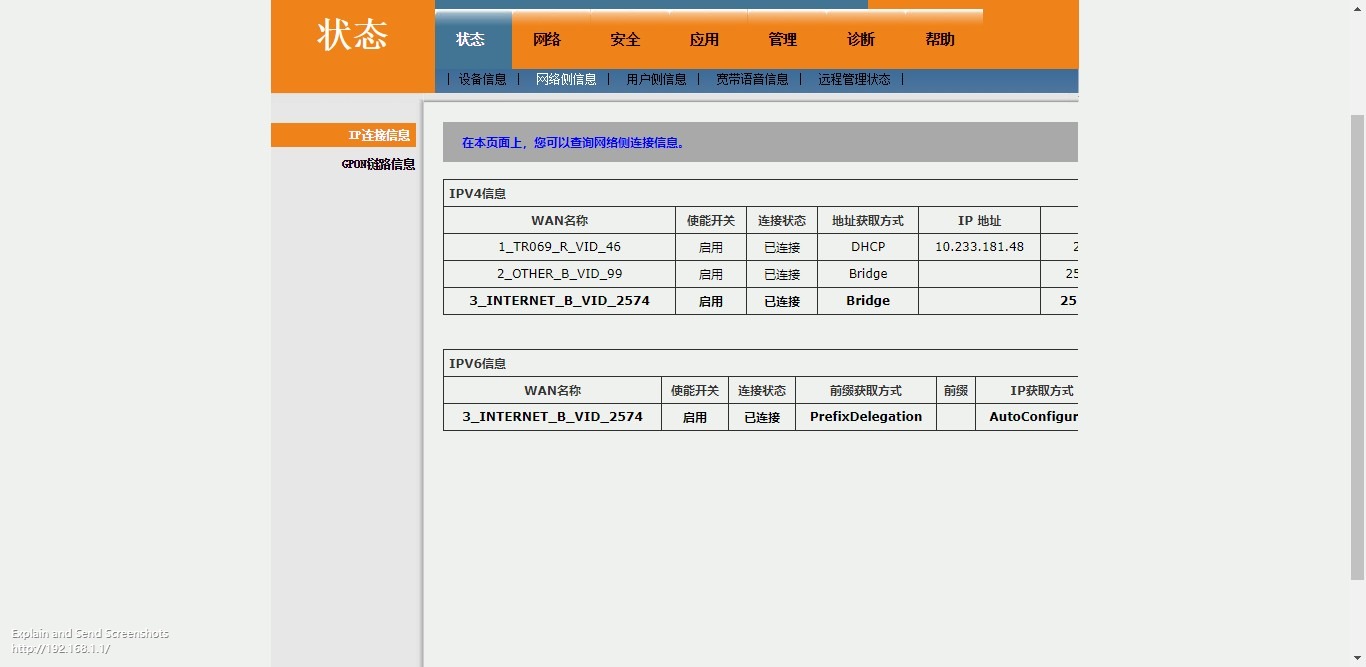 状态
状态 网络 安全 应用 管理 诊断 帮助
| 设备信息 | 网络侧信息 | 用户侧信息 | 宽带语音信息 | 远程管理状态 |
IP连接信息
GPON链路信息
在本页面上，您可以查询网络侧连接信息。
IPV4信息
WAN名称 使能开关 连接状态 地址获取方式 IP 地址
1_TR069_R_VID_46 启用 已连接 DHCP 10.233.181.48 2
2_OTHER_B_VID_99 启用 已连接 Bridge 25
3_INTERNET_B_VID_2574 启用 已连接 Bridge 25
IPV6信息
WAN名称 使能开关 连接状态 前缀获取方式 前缀 IP获取方式
3_INTERNET_B_VID_2574 启用 已连接 PrefixDelegation AutoConfigur
Explain and Send Screenshots
http://192.168.1.1/